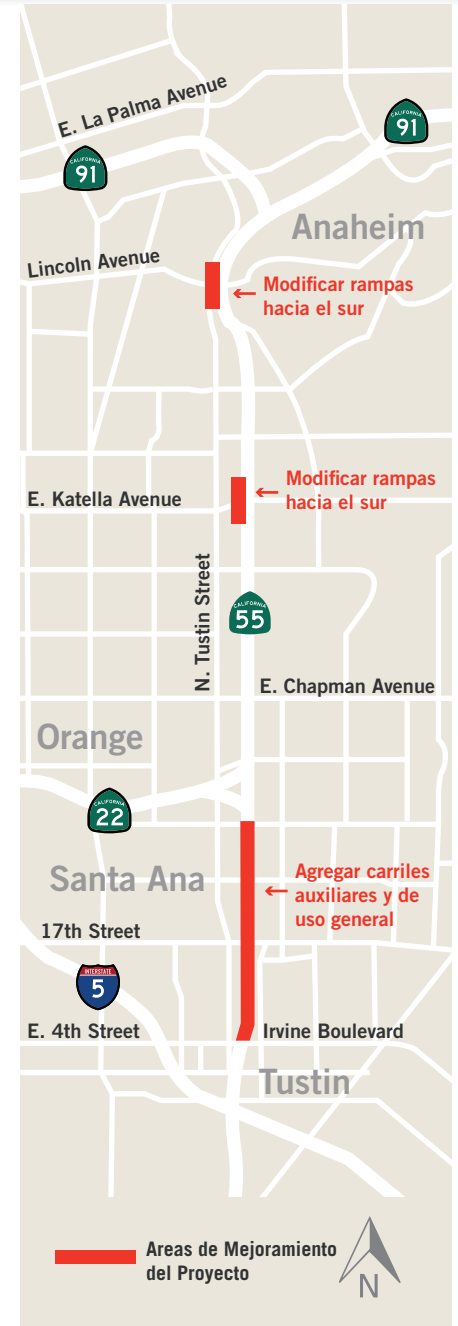 E. La Palma Avenue
CALIFORNIA
91
CALIFORNIA
91
Anaheim
Lincoln Avenue
Modificar rampas
hacia el sur
Modificar rampas
hacia el sur
E. Katella Avenue
N. Tustin Street
CALIFORNIA
55
E. Chapman Avenue
Orange
CALIFORNIA
22
Santa Ana
Agregar carriles
auxiliares y de
uso general
17th Street
INTERSTATE
5
E. 4th Street
Irvine Boulevard
Tustin
Areas de Mejoramiento
del Proyecto
N